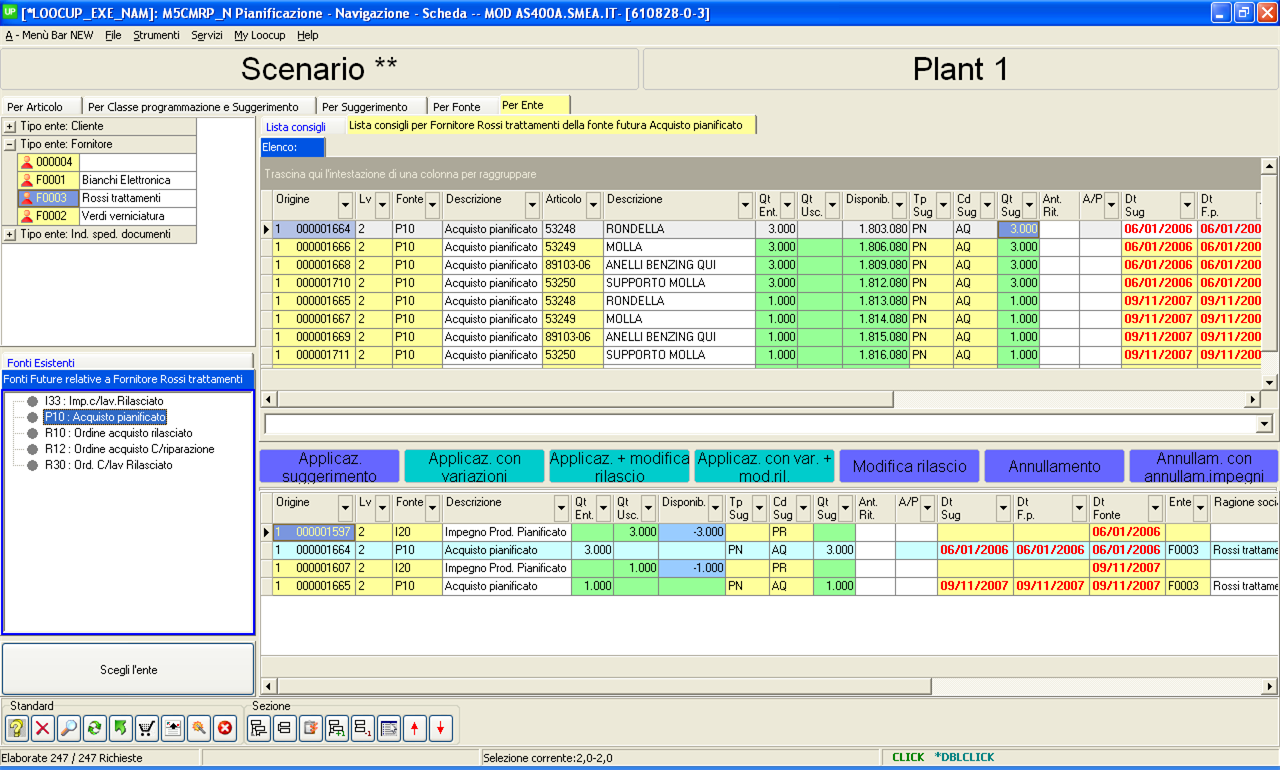 UP [*LOOCUP_EXE_NAM]: M5CMRP_N Pianificazione - Navigazione - Scheda -- MOD AS400A.SMEA.IT- [610828-0-3]
A - Menù Bar NEW File Strumenti Servizi My Loocup Help
Scenario ** Plant 1
Per Articolo Per Classe programmazione e Suggerimento Per Suggerimento Per Fonte Per Ente
Tipo ente: Cliente
Tipo ente: Fornitore
000004
F0001 Bianchi Elettronica
F0003 Rossi trattamenti
F0002 Verdi verniciatura
Tipo ente: Ind. sped. documenti
Lista consigli Lista consigli per Fornitore Rossi trattamenti della fonte futura Acquisto pianificato
Elenco:
Trascina qui l'intestazione di una colonna per raggruppare
Origine Lv Fonte Descrizione Articolo Descrizione Qt Ent. Qt Usc. Disponib. Tp Sug Cd Sug Qt Sug Ant. Rit. A/P Dt Sug Dt F.p.
1 000001664 2 P10 Acquisto pianificato 53248 RONDELLA 3.000 1.803.080 PN AQ 3.000 06/01/2006 06/01/200
1 000001666 2 P10 Acquisto pianificato 53249 MOLLA 3.000 1.806.080 PN AQ 3.000 06/01/2006 06/01/200
1 000001668 2 P10 Acquisto pianificato 89103-06 ANELLI BENZING QUI 3.000 1.809.080 PN AQ 3.000 06/01/2006 06/01/200
1 000001710 2 P10 Acquisto pianificato 53250 SUPPORTO MOLLA 3.000 1.812.080 PN AQ 3.000 06/01/2006 06/01/200
1 000001665 2 P10 Acquisto pianificato 53248 RONDELLA 1.000 1.813.080 PN AQ 1.000 09/11/2007 09/11/200
1 000001667 2 P10 Acquisto pianificato 53249 MOLLA 1.000 1.814.080 PN AQ 1.000 09/11/2007 09/11/200
1 000001669 2 P10 Acquisto pianificato 89103-06 ANELLI BENZING QUI 1.000 1.815.080 PN AQ 1.000 09/11/2007 09/11/200
1 000001711 2 P10 Acquisto pianificato 53250 SUPPORTO MOLLA 1.000 1.816.080 PN AQ 1.000 09/11/2007 09/11/200
Fonti Esistenti
Fonti Future relative a Fornitore Rossi trattamenti
I33 : Imp.c/lav.Rilasciato
P10 : Acquisto pianificato
R10 : Ordine acquisto rilasciato
R12 : Ordine acquisto C/riparazione
R30 : Ord. C/lav Rilasciato
Applicaz. suggerimento
Applicaz. con variazioni
Applicaz. + modifica rilascio
Applicaz. con var. + mod.ril.
Modifica rilascio
Annullamento
Annullam. con annullam.impegni
Origine Lv Fonte Descrizione Qt Ent. Qt Usc. Disponib. Tp Sug Cd Sug Qt Sug Ant. Rit. A/P Dt Sug Dt F.p. Dt Fonte Ente Ragione soci
1 000001597 2 I20 Impegno Prod. Pianificato 3.000 -3.000 PR 06/01/2006
1 000001664 2 P10 Acquisto pianificato 3.000 PN AQ 3.000 06/01/2006 06/01/2006 06/01/2006 F0003 Rossi trattame
1 000001607 2 I20 Impegno Prod. Pianificato 1.000 -1.000 PR 09/11/2007
1 000001665 2 P10 Acquisto pianificato 1.000 PN AQ 1.000 09/11/2007 09/11/2007 09/11/2007 F0003 Rossi trattame
Scegli l'ente
Standard Sezione
Elaborate 247 / 247 Richieste Selezione corrente:2,0-2,0 CLICK *DBLCLICK